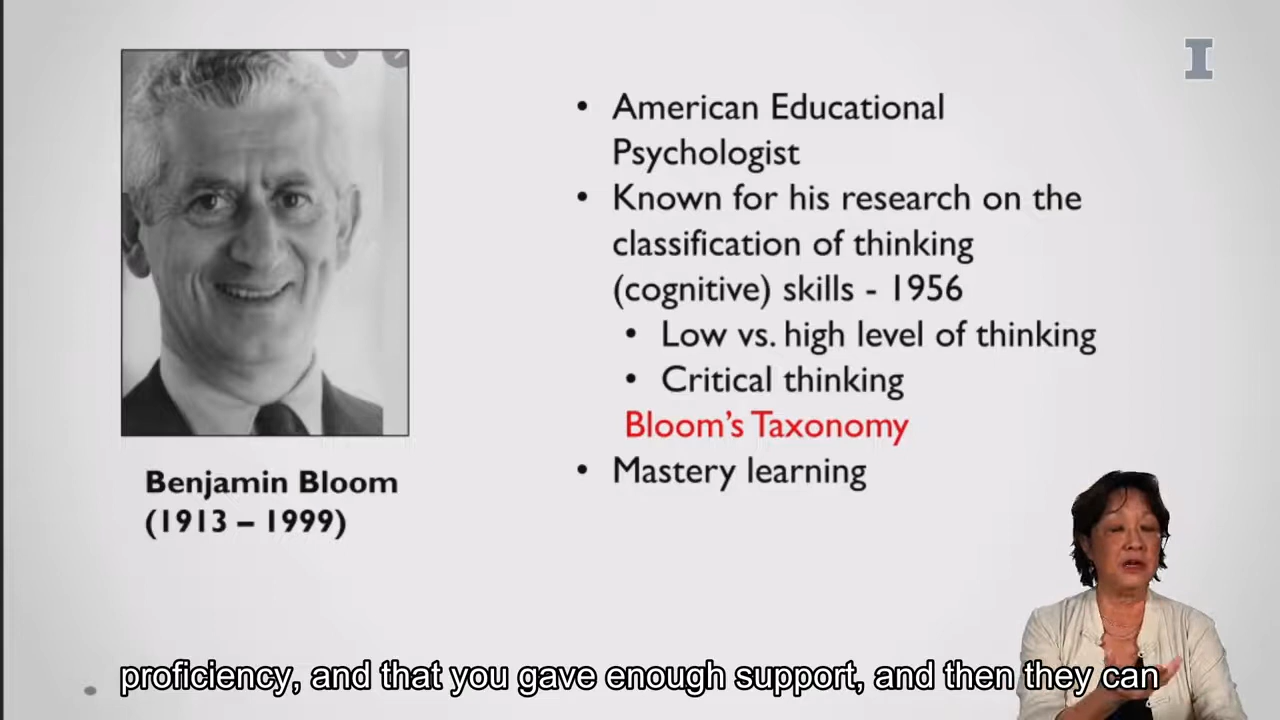 I
• American Educational
Psychologist
• Known for his research on the
classification of thinking
(cognitive) skills - 1956
• Low vs. high level of thinking
• Critical thinking
Bloom's Taxonomy
• Mastery learning
Benjamin Bloom
(1913 – 1999)
proficiency, and that you gave enough support, and then they can